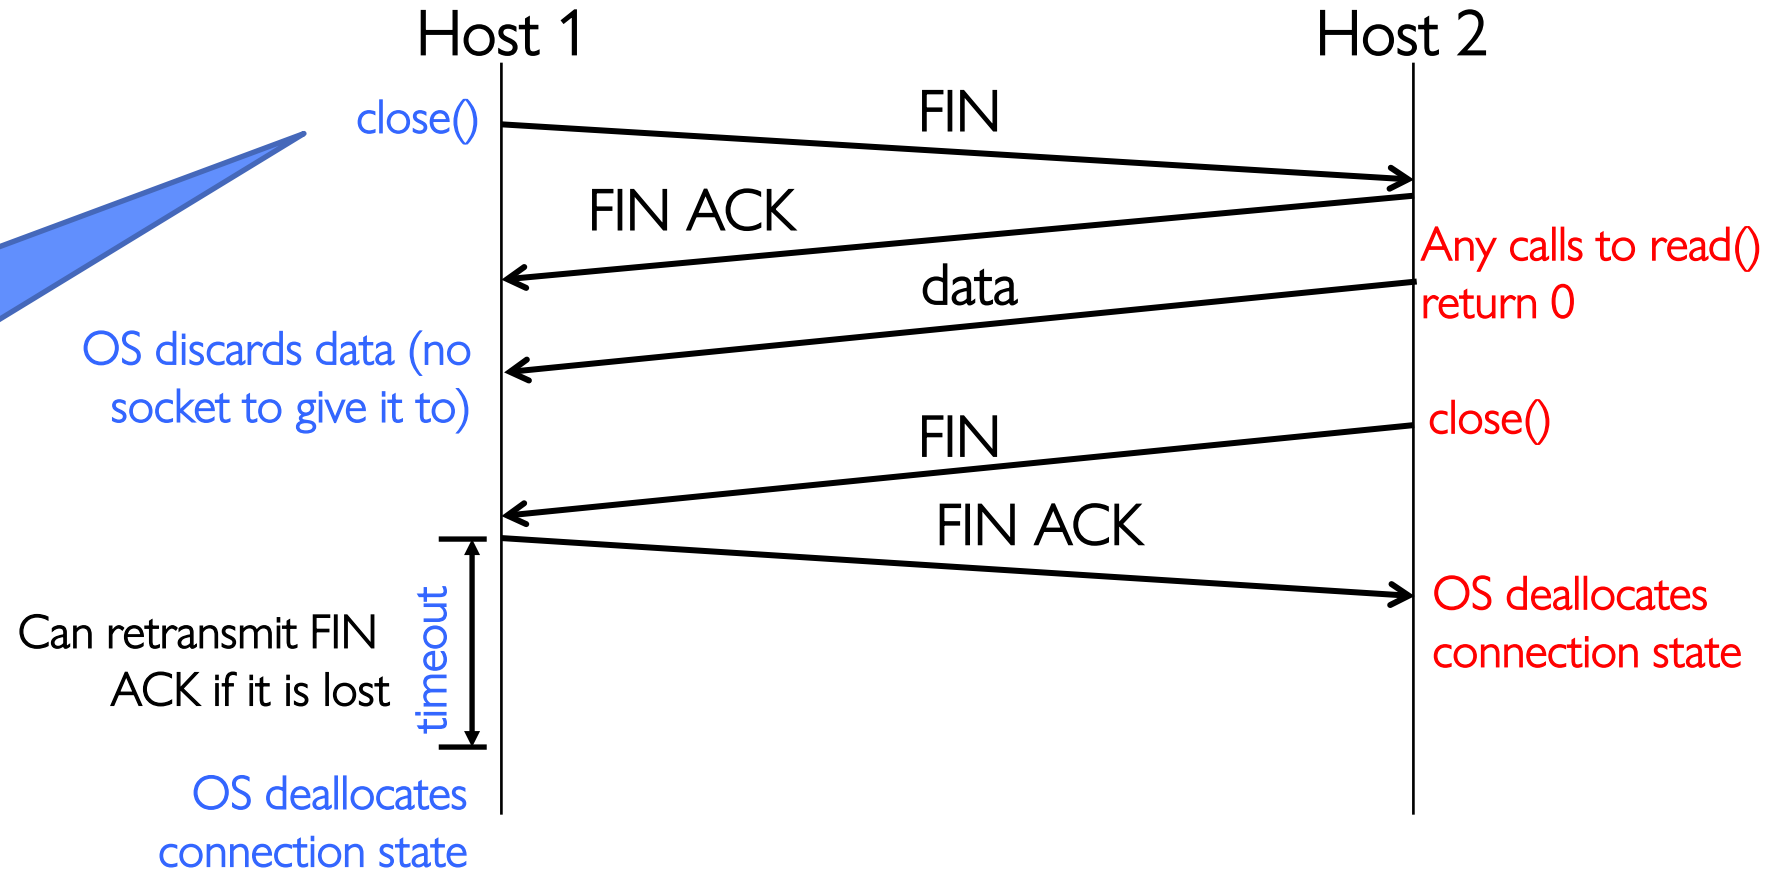 Host 1
Host 2
close()
FIN
FIN ACK
Any calls to read()
return 0
data
OS discards data (no
socket to give it to)
close()
FIN
FIN ACK
timeout
Can retransmit FIN
ACK if it is lost
OS deallocates
connection state
OS deallocates
connection state